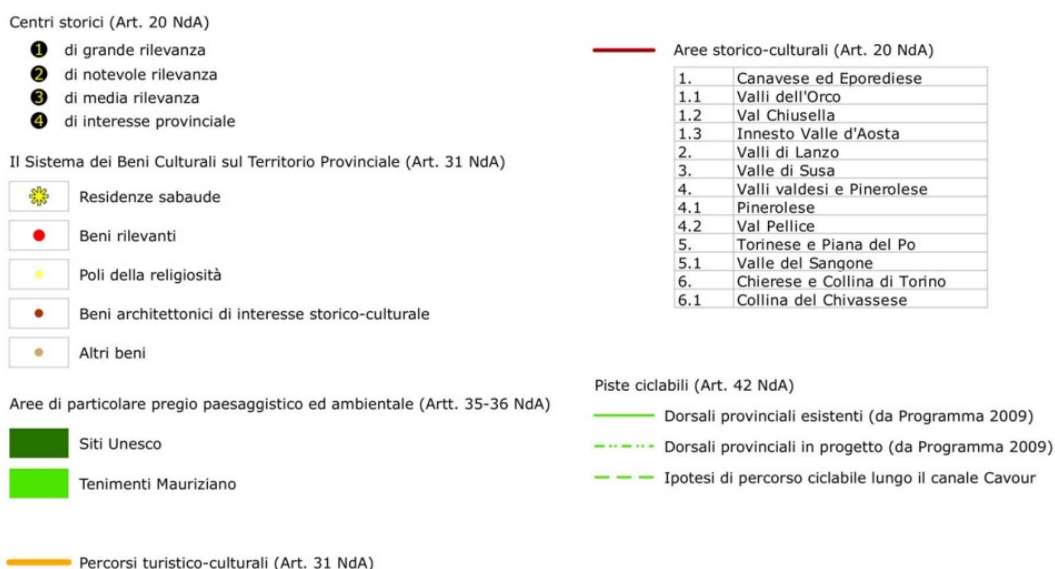 Centri storici (Art. 20 NdA)
1 di grande rilevanza
2 di notevole rilevanza
3 di media rilevanza
4 di interesse provinciale
Il Sistema dei Beni Culturali sul Territorio Provinciale (Art. 31 NdA)
Residenze sabaude
Beni rilevanti
Poli della religiosità
Beni architettonici di interesse storico-culturale
Altri beni
Aree di particolare pregio paesaggistico ed ambientale (Artt. 35-36 NdA)
Siti Unesco
Tenimenti Mauriziano
Percorsi turistico-culturali (Art. 31 NdA)
Aree storico-culturali (Art. 20 NdA)
1. Canavese ed Eporediese
1.1 Valli dell'Orco
1.2 Val Chiusella
1.3 Innesto Valle d'Aosta
2. Valli di Lanzo
3. Valle di Susa
4. Valli valdesi e Pinerolese
4.1 Pinerolese
4.2 Val Pellice
5. Torinese e Piana del Po
5.1 Valle del Sangone
6. Chierese e Collina di Torino
6.1 Collina del Chivassese
Piste ciclabili (Art. 42 NdA)
Dorsali provinciali esistenti (da Programma 2009)
Dorsali provinciali in progetto (da Programma 2009)
Ipotesi di percorso ciclabile lungo il canale Cavour